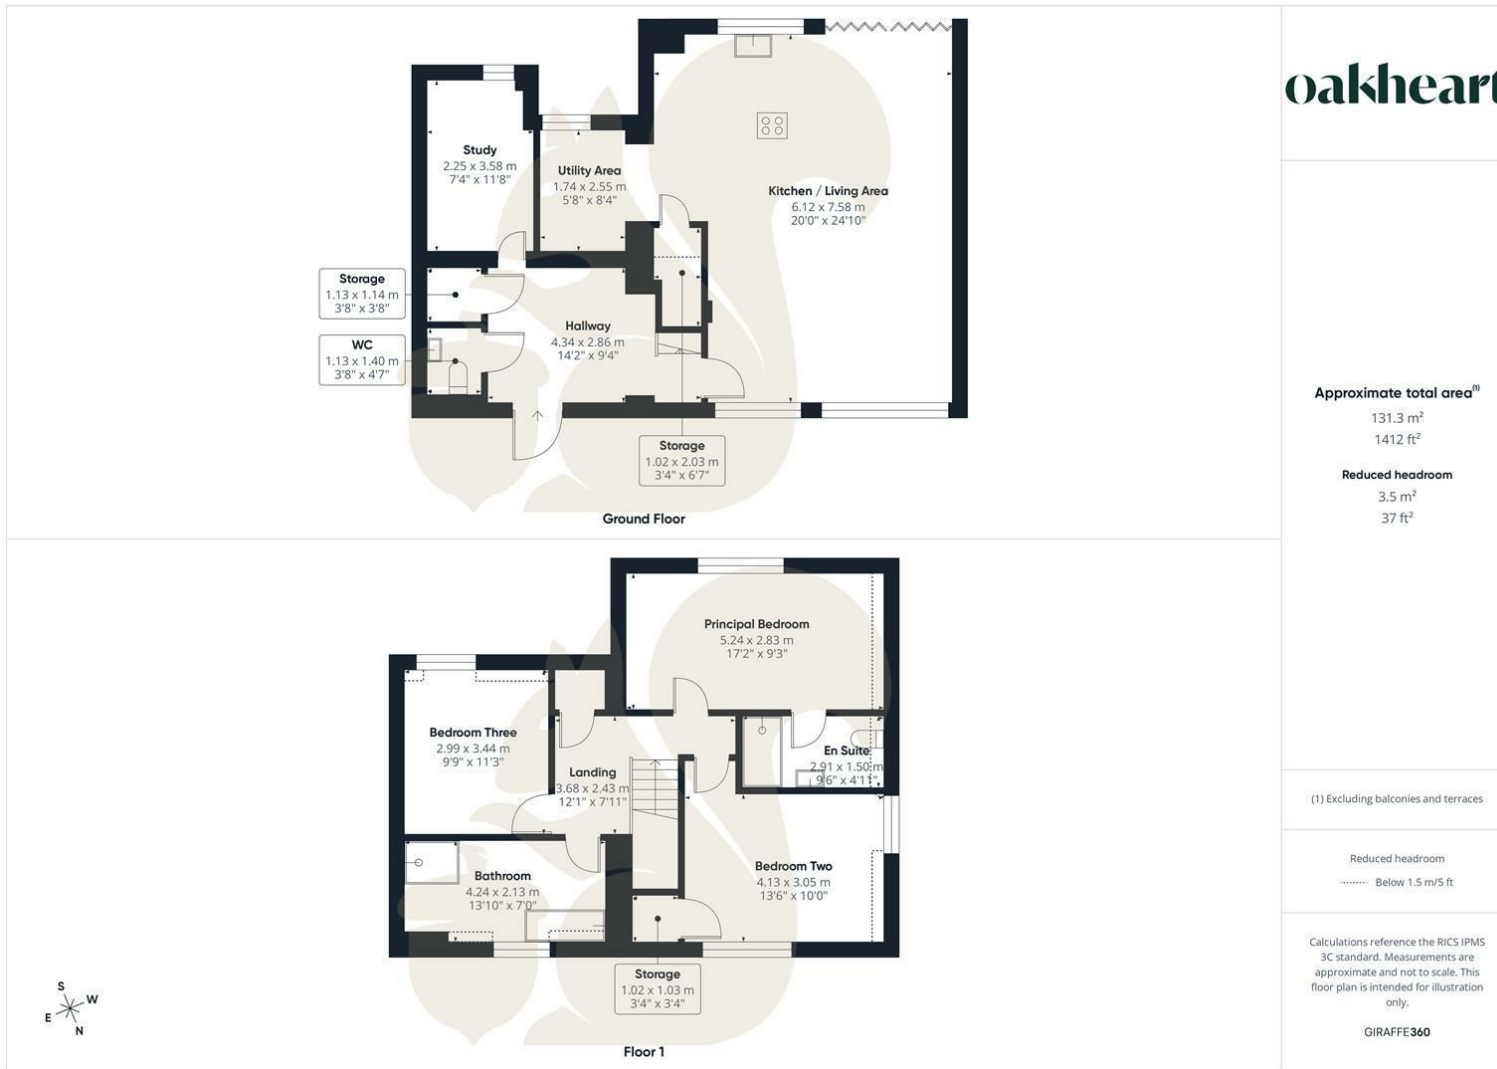 Study
2.25 x 3.58 m
7'4" x 11'8"
Utility Area
1.74 x 2.55 m
5'8" x 8'4"
Kitchen / Living Area
6.12 x 7.58 m
20'0" x 24'10"
Storage
1.13 x 1.14 m
3'8" x 3'8"
WC
1.13 x 1.40 m
3'8" x 4'7"
Hallway
4.34 x 2.86 m
14'2" x 9'4"
Storage
1.02 x 2.03 m
3'4" x 6'7"
Ground Floor
Principal Bedroom
5.24 x 2.83 m
17'2" x 9'3"
Bedroom Three
2.99 x 3.44 m
9'9" x 11'3"
Landing
3.68 x 2.43 m
12'1" x 7'11"
En Suite
2.91 x 1.50 m
9'6" x 4'11"
Bathroom
4.24 x 2.13 m
13'10" x 7'0"
Bedroom Two
4.13 x 3.05 m
13'6" x 10'0"
Storage
1.02 x 1.03 m
3'4" x 3'4"
Floor 1
S
W
E
N
oakheart
Approximate total area(1)
131.3 m²
1412 ft²
Reduced headroom
3.5 m²
37 ft²
(1) Excluding balconies and terraces
Reduced headroom
Below 1.5 m/5 ft
Calculations reference the RICS IPMS
3C standard. Measurements are
approximate and not to scale. This
floor plan is intended for illustration
only.
GIRAFFE360